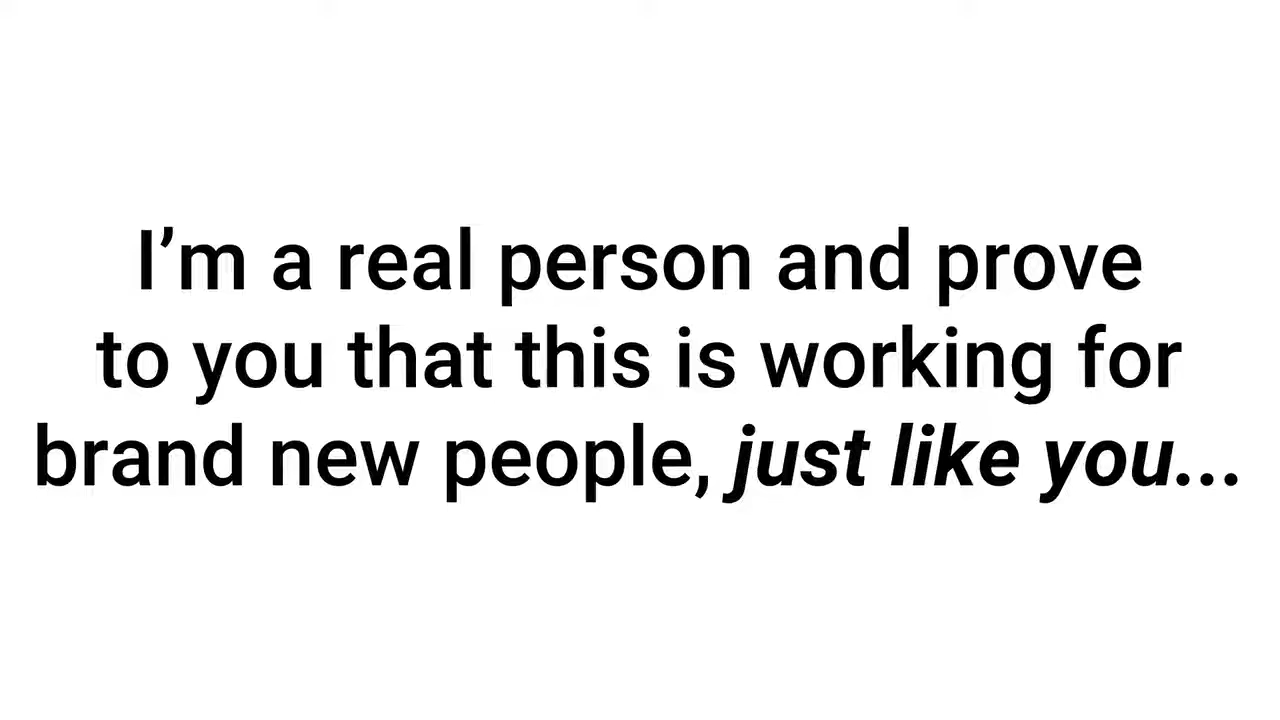 I’m a real person and prove
to you that this is working for
brand new people, just like you...